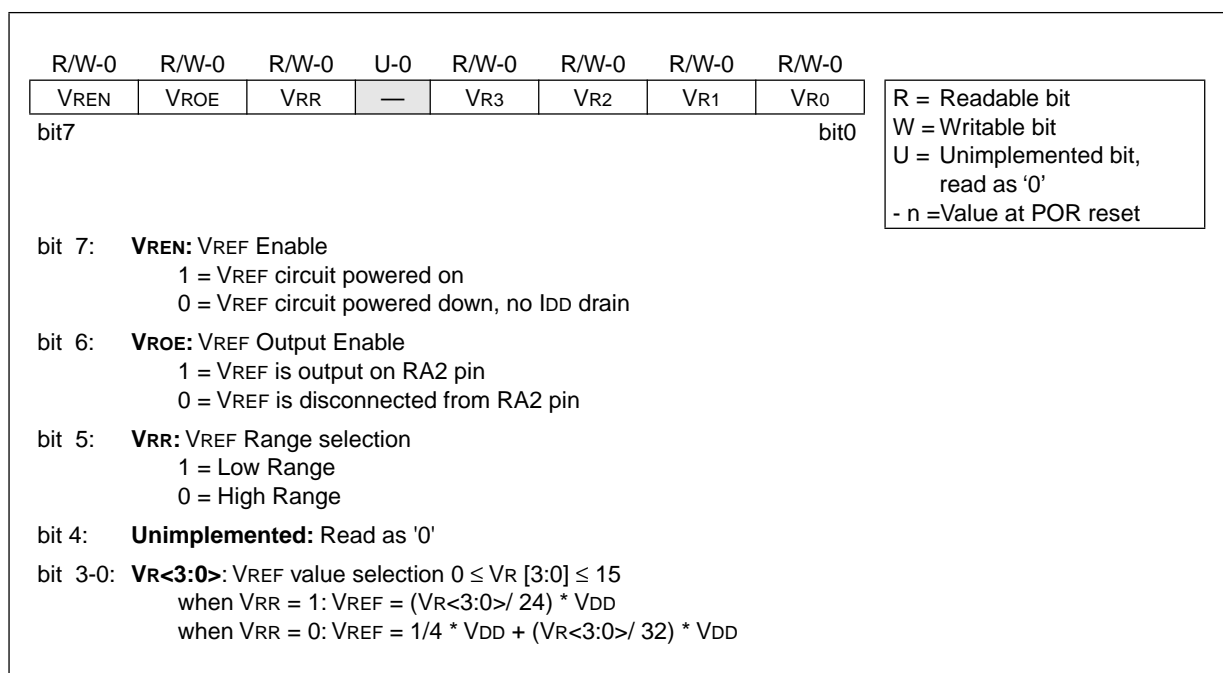 R/W-0 R/W-0 R/W-0 U-0 R/W-0 R/W-0 R/W-0 R/W-0
VREN VROE VRR — VR3 VR2 VR1 VR0
bit7 bit0
R = Readable bit
W = Writable bit
U = Unimplemented bit,
read as ‘0’
- n =Value at POR reset
bit 7: VREN: VREF Enable
1 = VREF circuit powered on
0 = VREF circuit powered down, no IDD drain
bit 6: VROE: VREF Output Enable
1 = VREF is output on RA2 pin
0 = VREF is disconnected from RA2 pin
bit 5: VRR: VREF Range selection
1 = Low Range
0 = High Range
bit 4: Unimplemented: Read as '0'
bit 3-0: VR<3:0>: VREF value selection 0 ≤ VR [3:0] ≤ 15
when VRR = 1: VREF = (VR<3:0>/ 24) * VDD
when VRR = 0: VREF = 1/4 * VDD + (VR<3:0>/ 32) * VDD